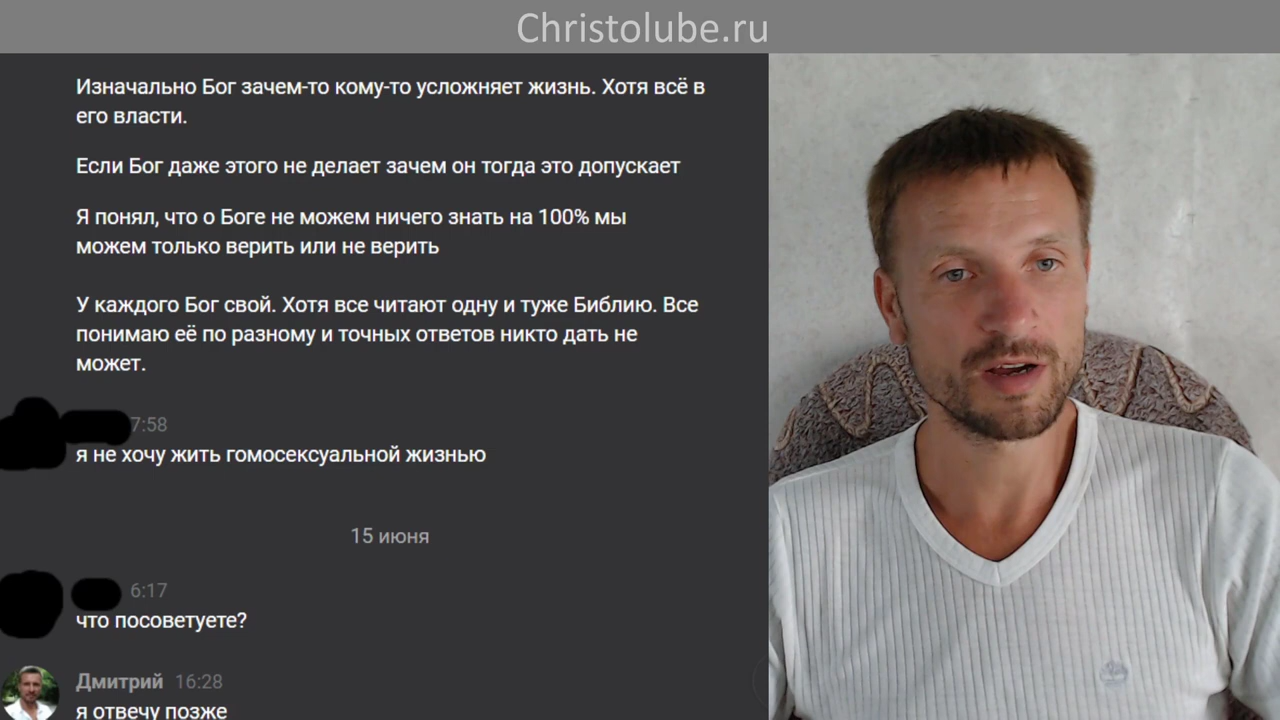 Christolube.ru
Изначально Бог зачем-то кому-то усложняет жизнь. Хотя всё в
его власти.
Если Бог даже этого не делает зачем он тогда это допускает
Я понял, что о Боге не можем ничего знать на 100% мы
можем только верить или не верить
У каждого Бог свой. Хотя все читают одну и туже Библию. Все
понимаю её по разному и точных ответов никто дать не
может.
7:58
я не хочу жить гомосексуальной жизнью
15 июня
6:17
что посоветуете?
Дмитрий 16:28
я отвечу позже